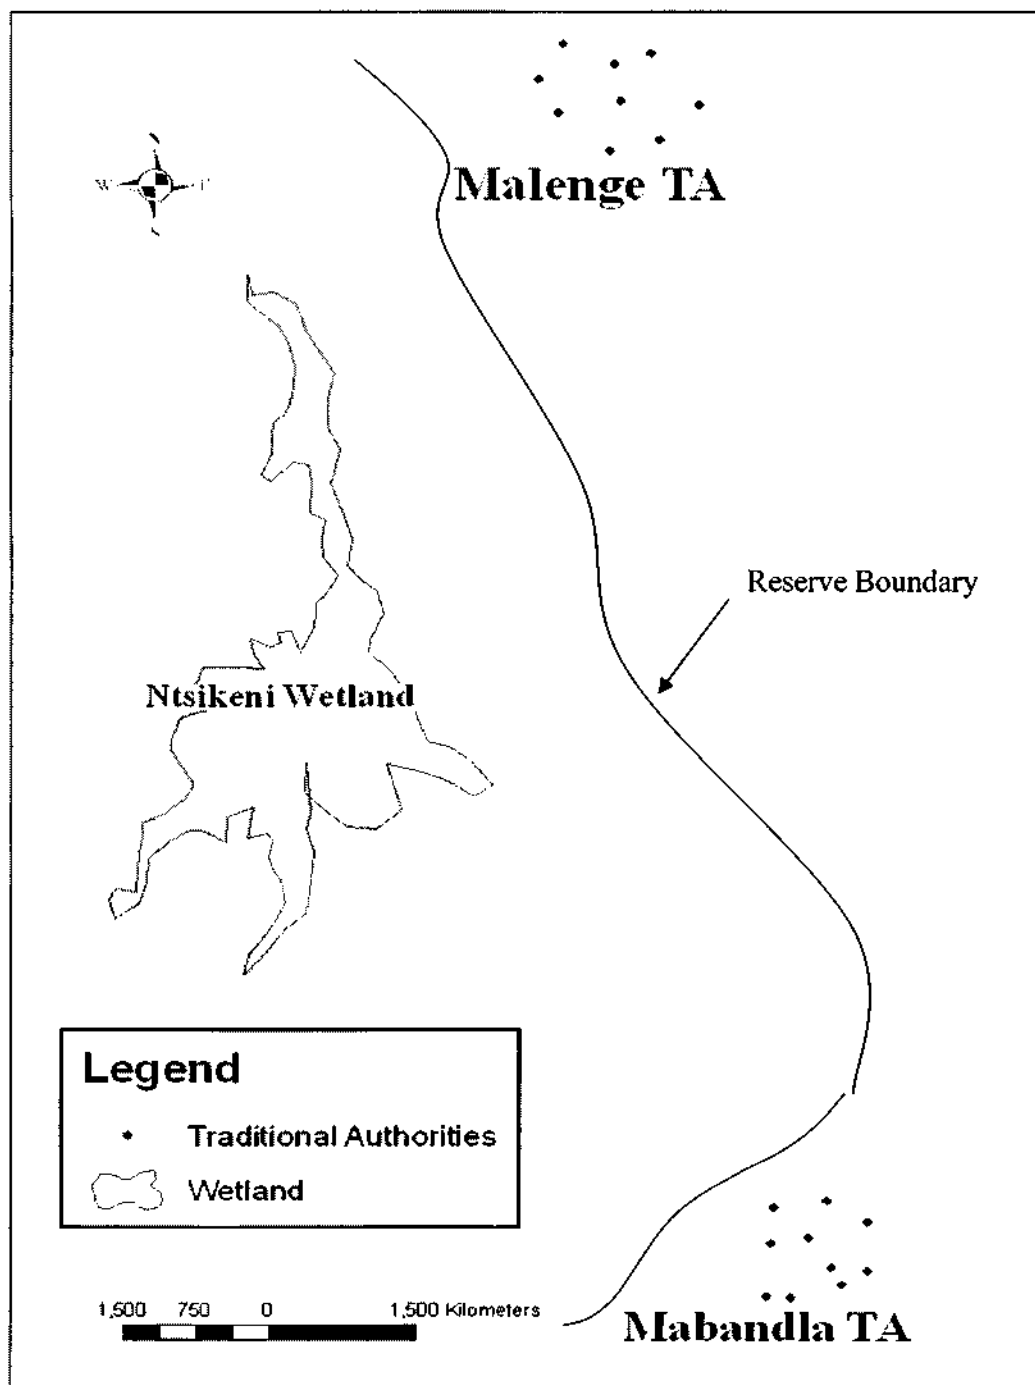 Malenge TA
W
Reserve Boundary
Ntsikeni Wetland
Legend
Traditional Authorities
Wetland
1,500 750 0 1,500 Kilometers
Mabandla TA